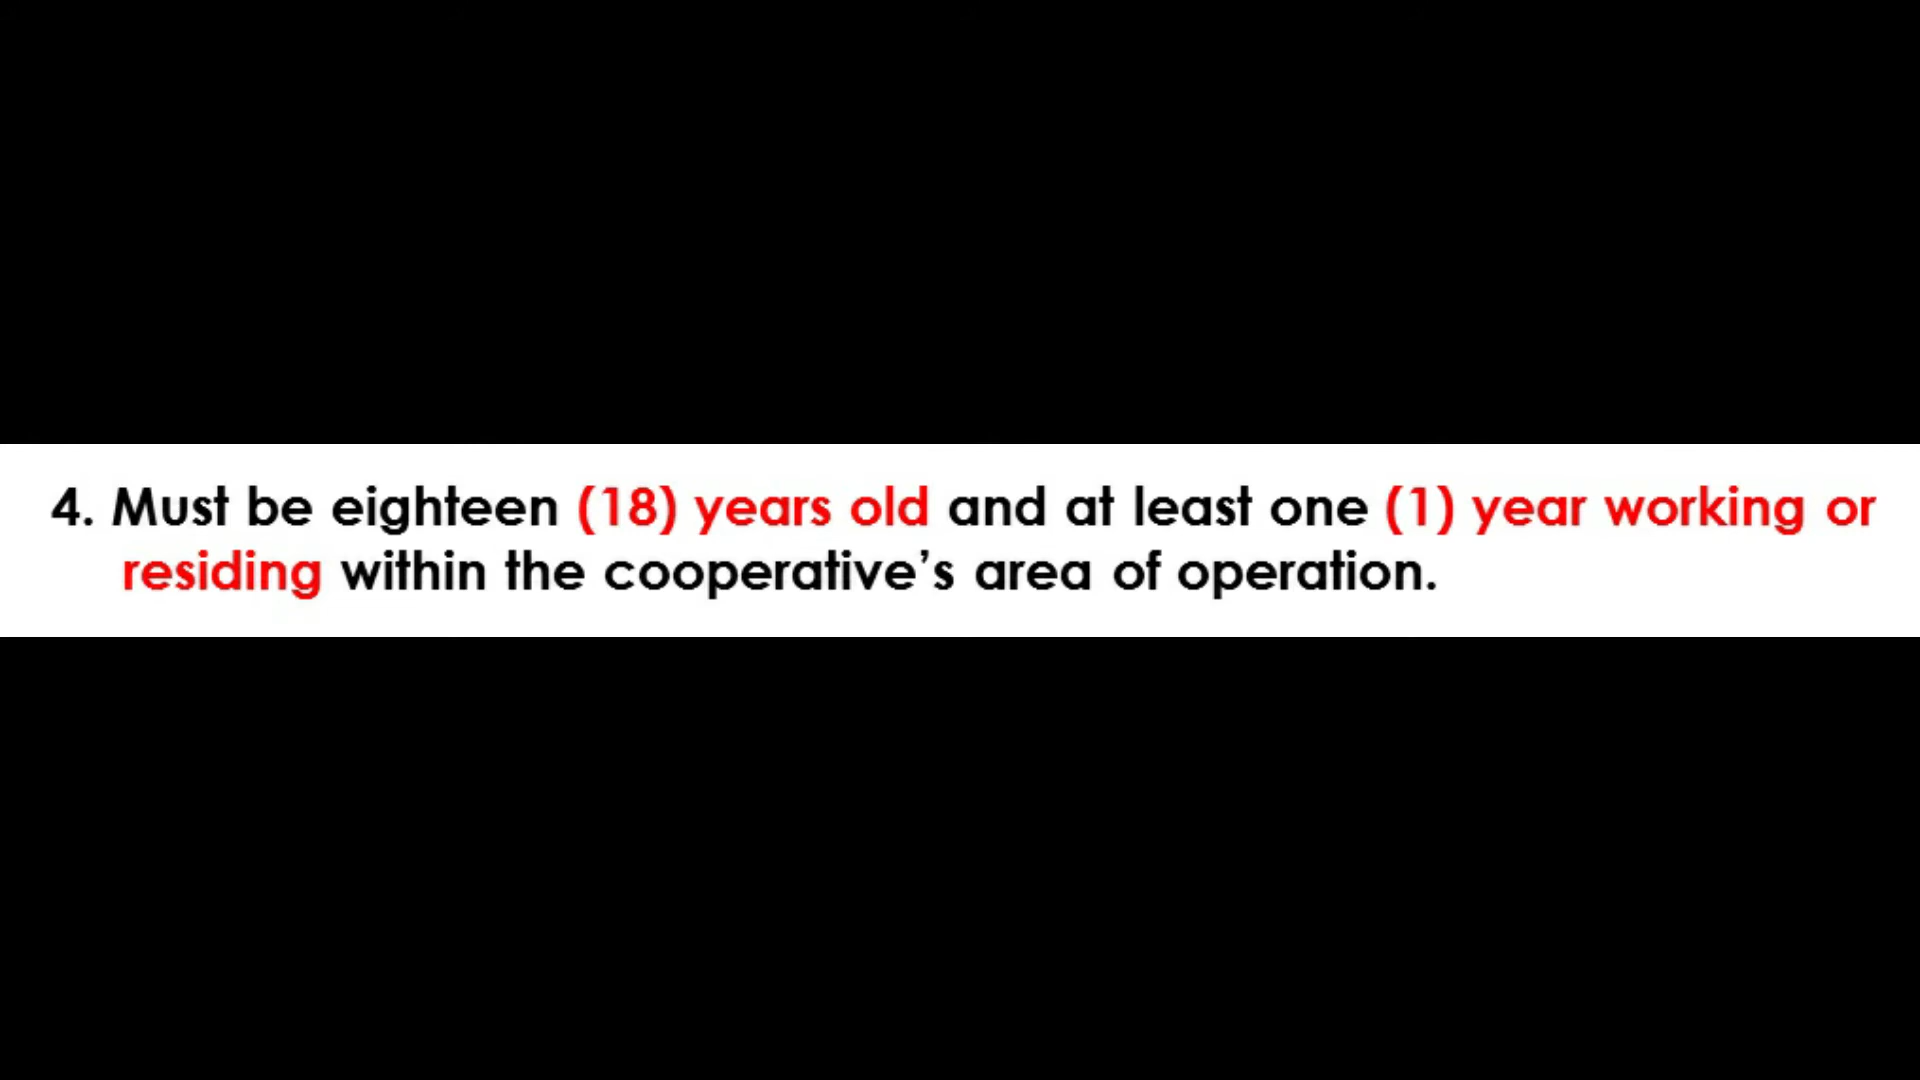 4. Must be eighteen (18) years old and at least one (1) year working or
residing within the cooperative’s area of operation.